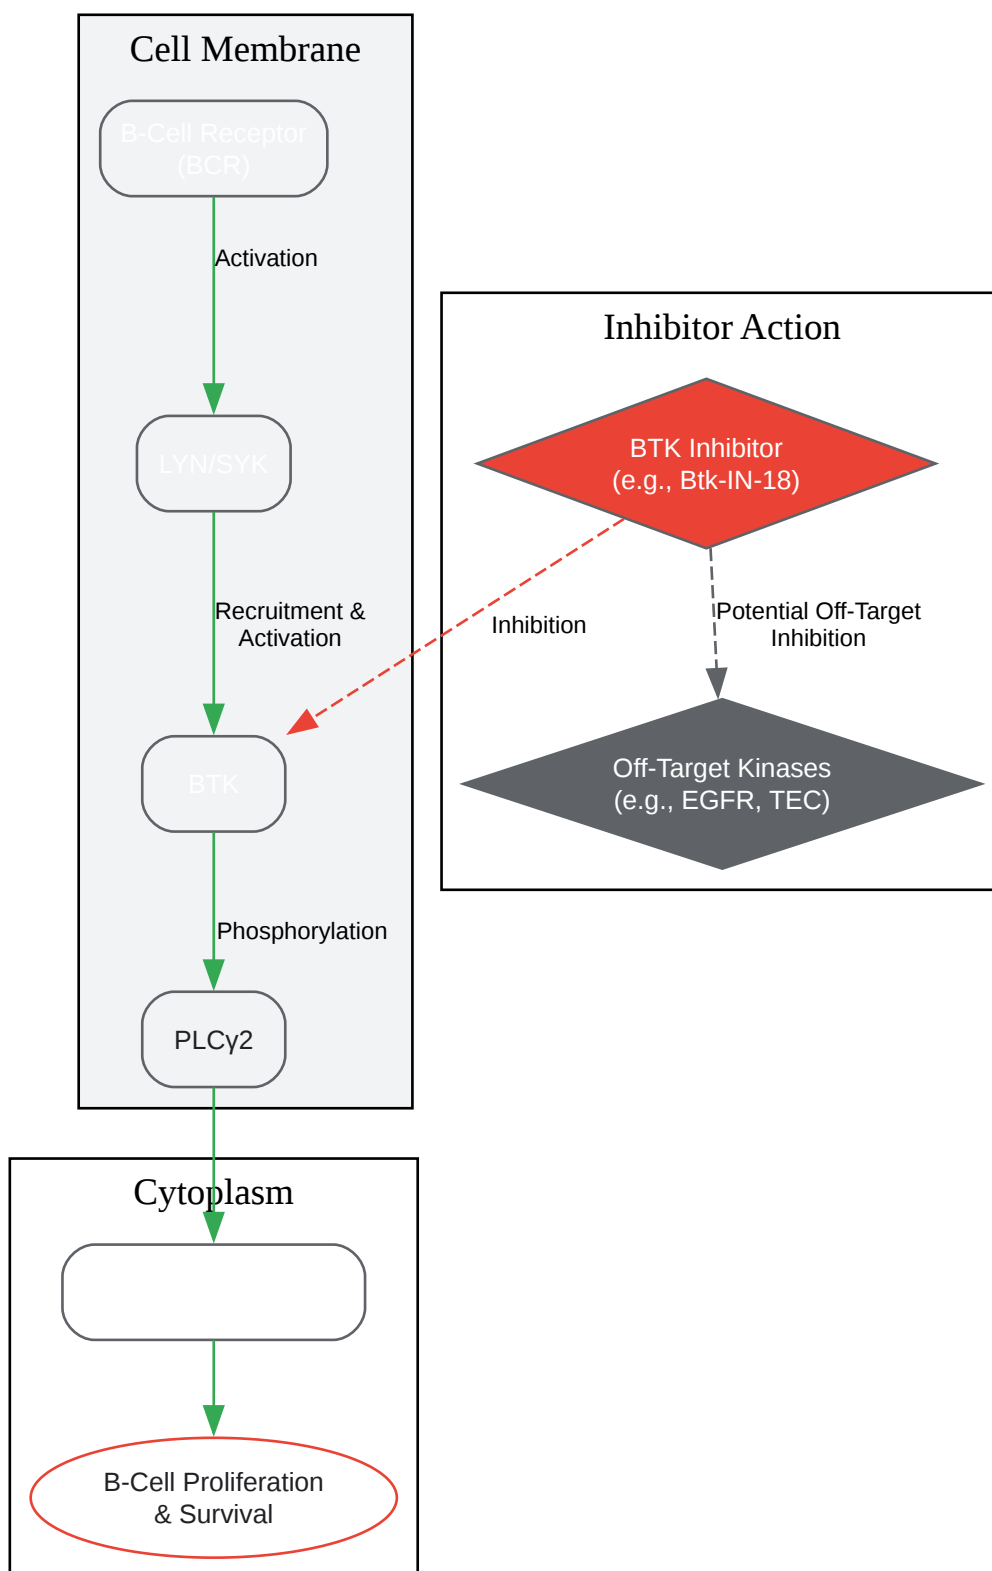 Cell Membrane
B-Cell Receptor
(BCR)
Activation
LYN/SYK
Recruitment &
Activation
BTK
Phosphorylation
PLCγ2
Inhibitor Action
BTK Inhibitor
(e.g., Btk-IN-18)
Inhibition
Potential Off-Target
Inhibition
Off-Target Kinases
(e.g., EGFR, TEC)
Cytoplasm
B-Cell Proliferation
& Survival